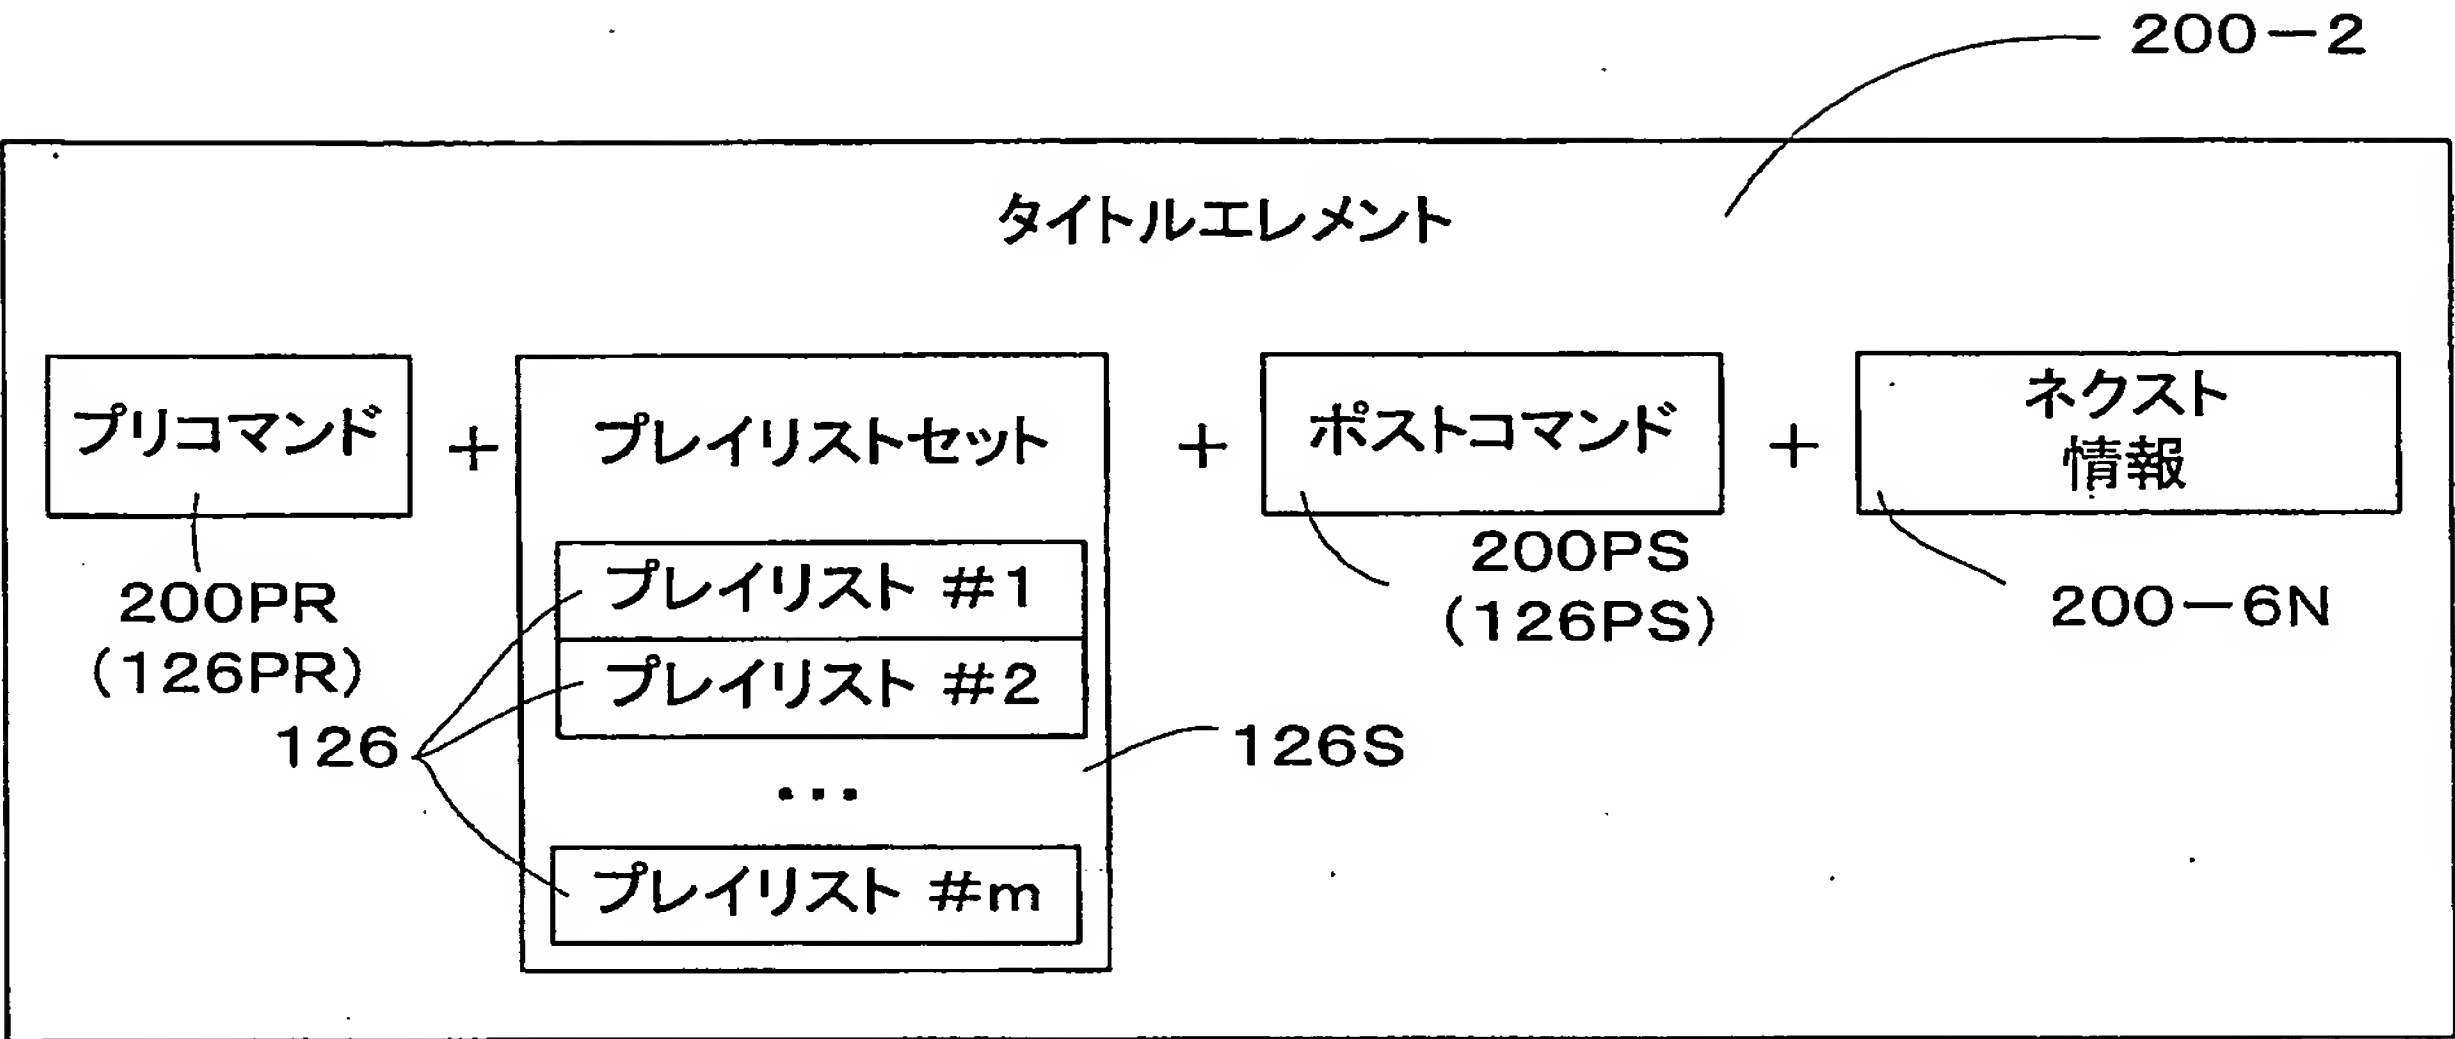 200−2
タイトルエレメント
プリコマンド
+
プレイリストセット
+
ポストコマンド
+
ネクスト
情報
200PR
(126PR)
プレイリスト #1
プレイリスト #2
...
プレイリスト #m
126
126S
200PS
(126PS)
200−6N